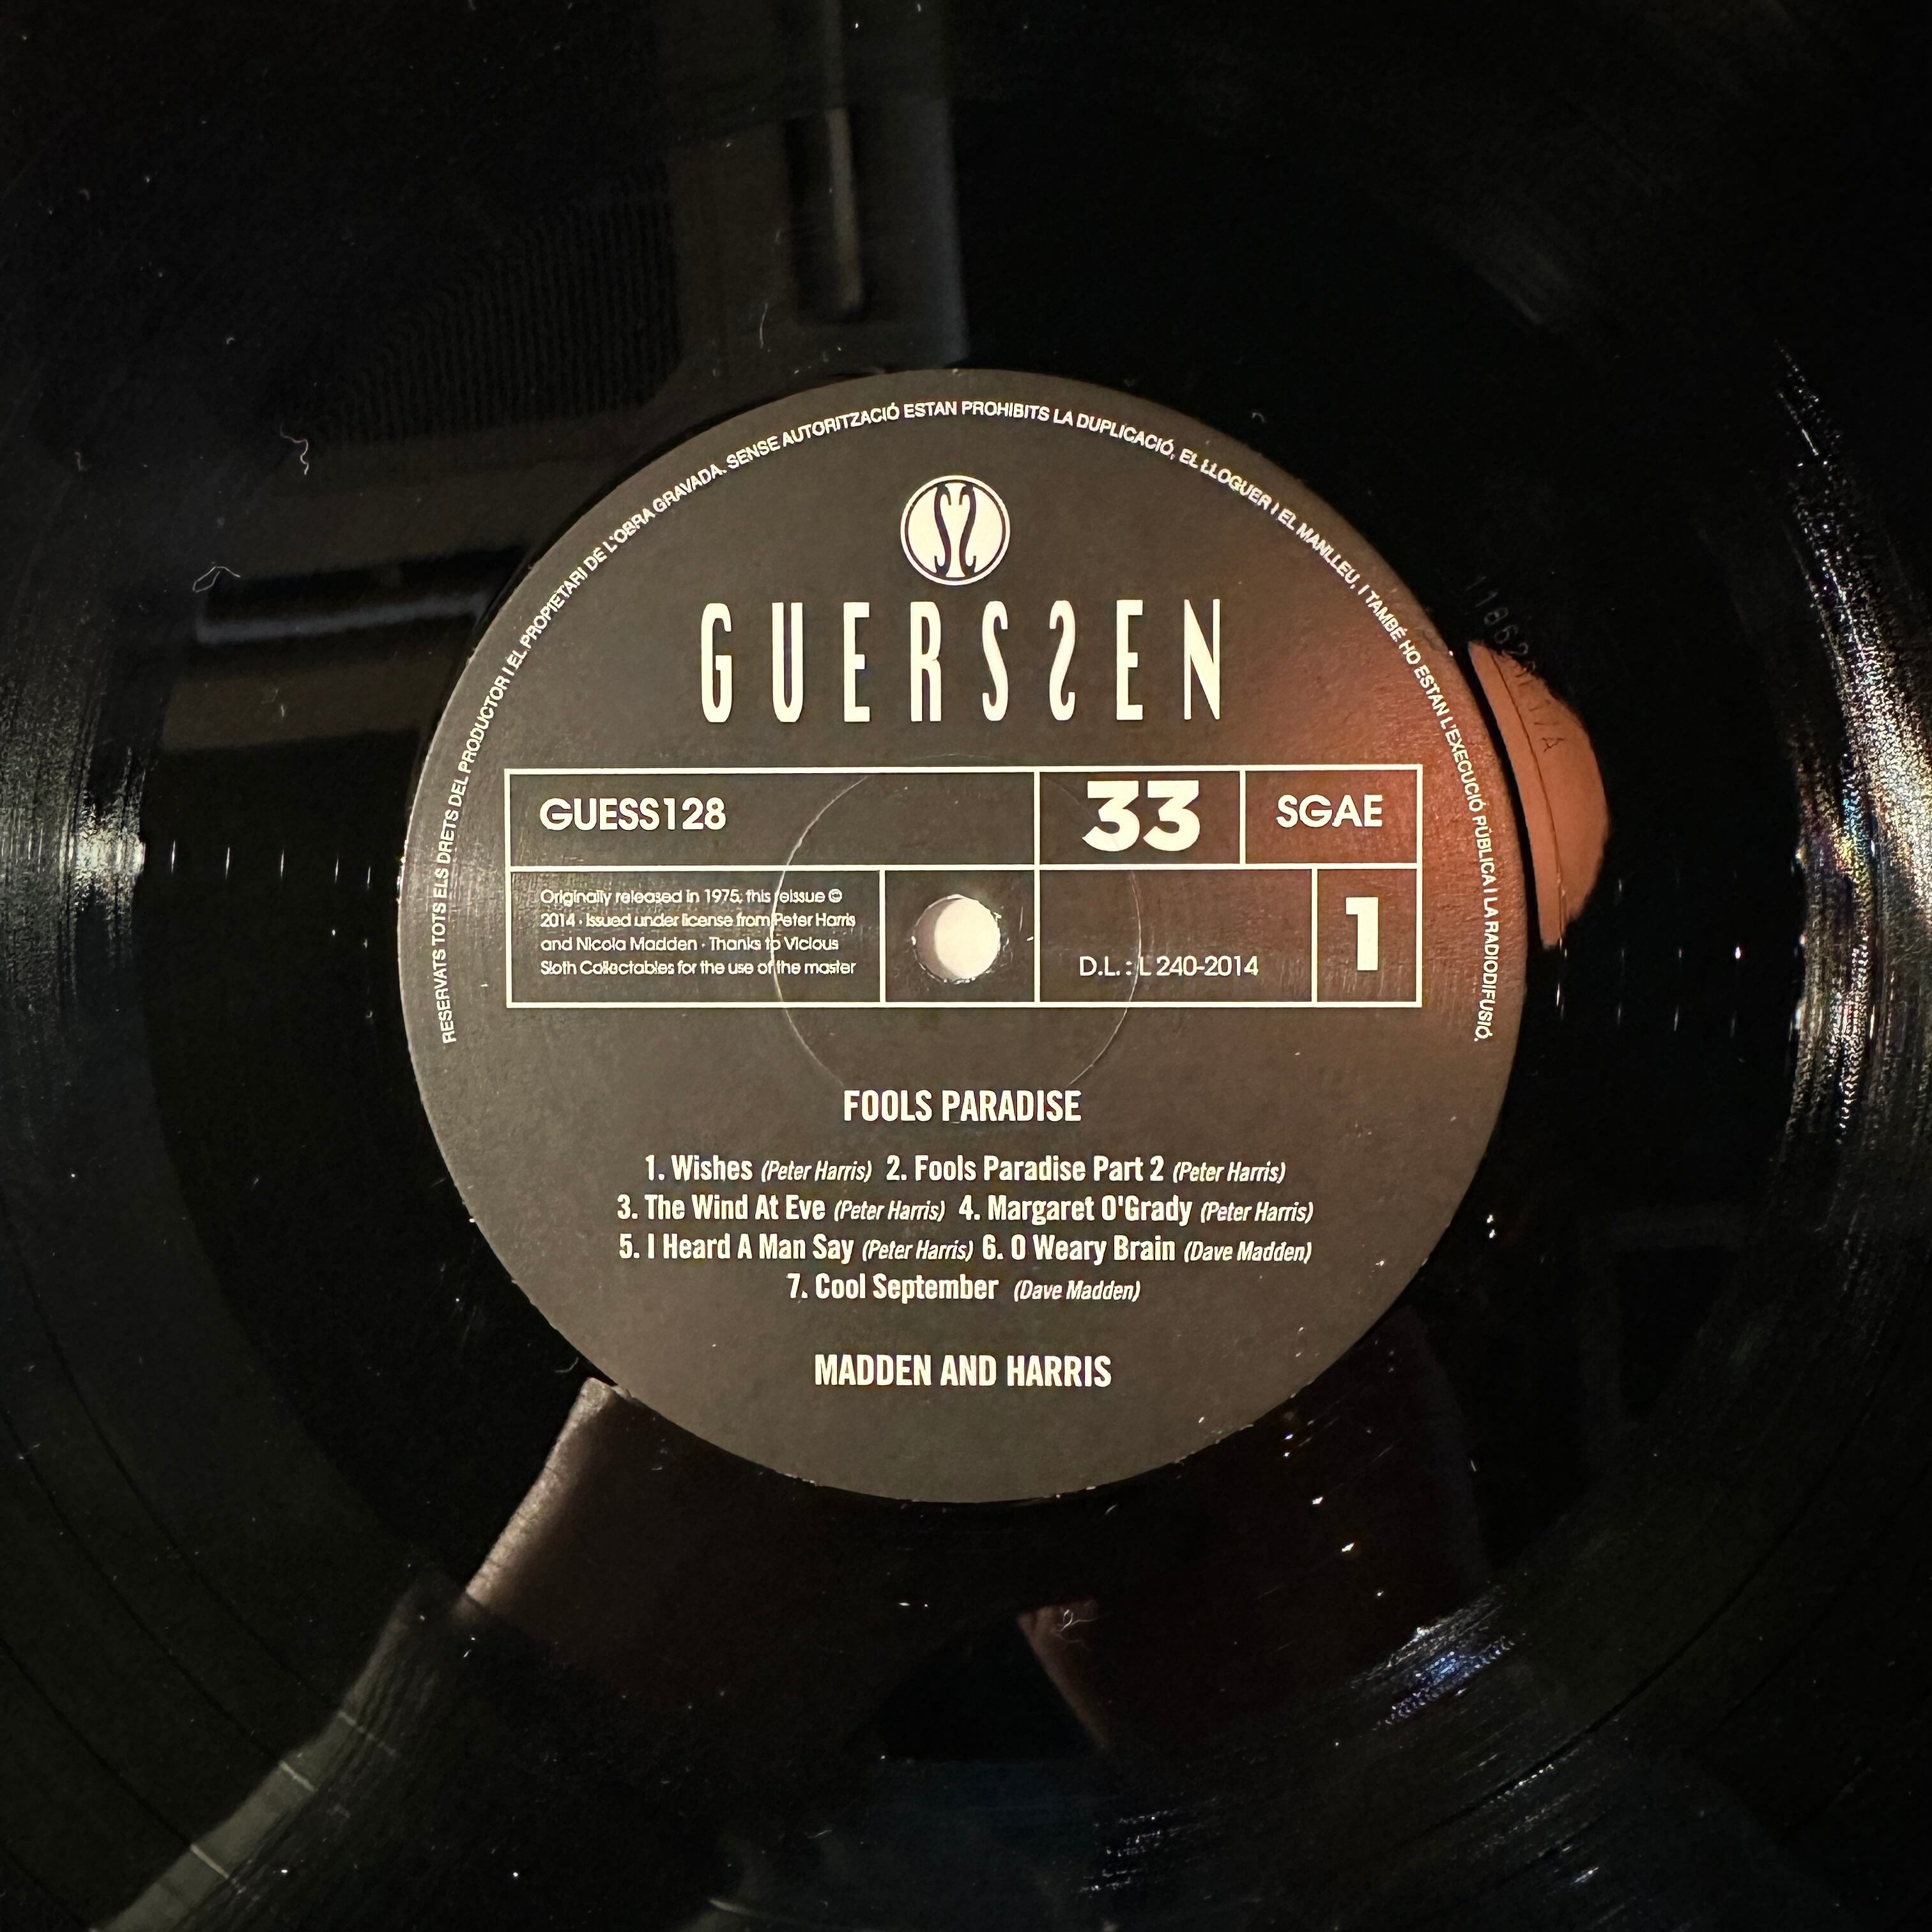 RESERVATS TOTS ELS DRETS DEL PRODUCTOR I EL PROPIETARI DE L'OBRA GRAVADA. SENSE AUTORITZACIÓ ESTAN PROHIBITS LA DUPLICACIÓ, EL LLOGUER I EL MANLLEU, I TAMBÉ HO ESTAN L'EXECUCIÓ PÚBLICA I LA RADIODIFUSIÓ.
GUERSSEN
GUESS128
33
SGAE
Originally released in 1975, this reissue ©
2014 · Issued under license from Peter Harris
and Nicola Madden · Thanks to Vicious
Sloth Collectables for the use of the master
D.L. : L 240-2014
1
FOOLS PARADISE
1. Wishes (Peter Harris) 2. Fools Paradise Part 2 (Peter Harris)
3. The Wind At Eve (Peter Harris) 4. Margaret O'Grady (Peter Harris)
5. I Heard A Man Say (Peter Harris) 6. O Weary Brain (Dave Madden)
7. Cool September (Dave Madden)
MADDEN AND HARRIS